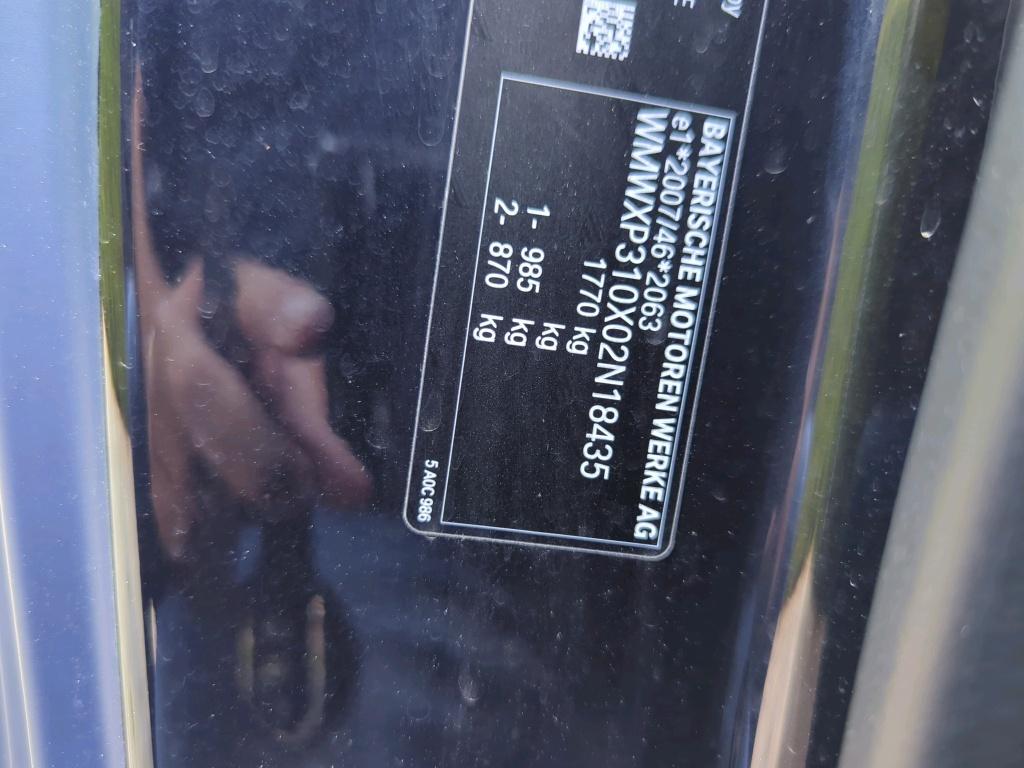 BAYERISCHE MOTOREN WERKE AG
e1*2007/46*2063
WMWXP310X02N18435
1770 kg
kg
1- 985 kg
2- 870 kg
5 A0C 986